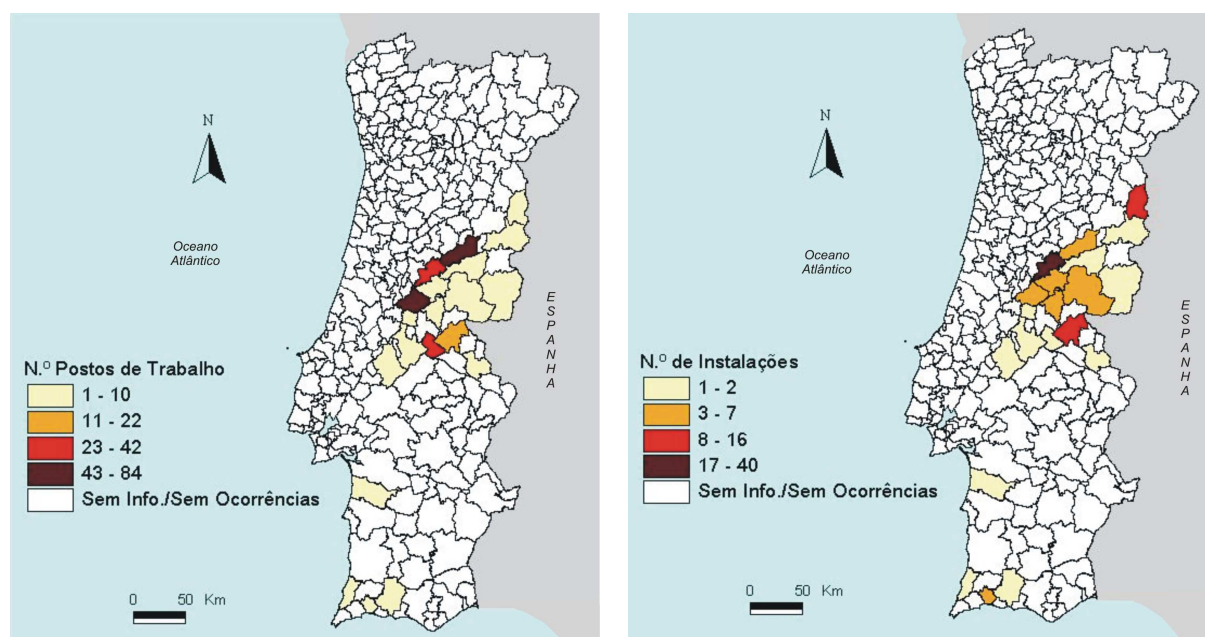 N
Oceano
Atlântico
ESPANHA
N.º Postos de Trabalho
1 - 10
11 - 22
23 - 42
43 - 84
Sem Info./Sem Ocorrências
0 50 Km
N
Oceano
Atlântico
ESPANHA
N.º de Instalações
1 - 2
3 - 7
8 - 16
17 - 40
Sem Info./Sem Ocorrências
0 50 Km